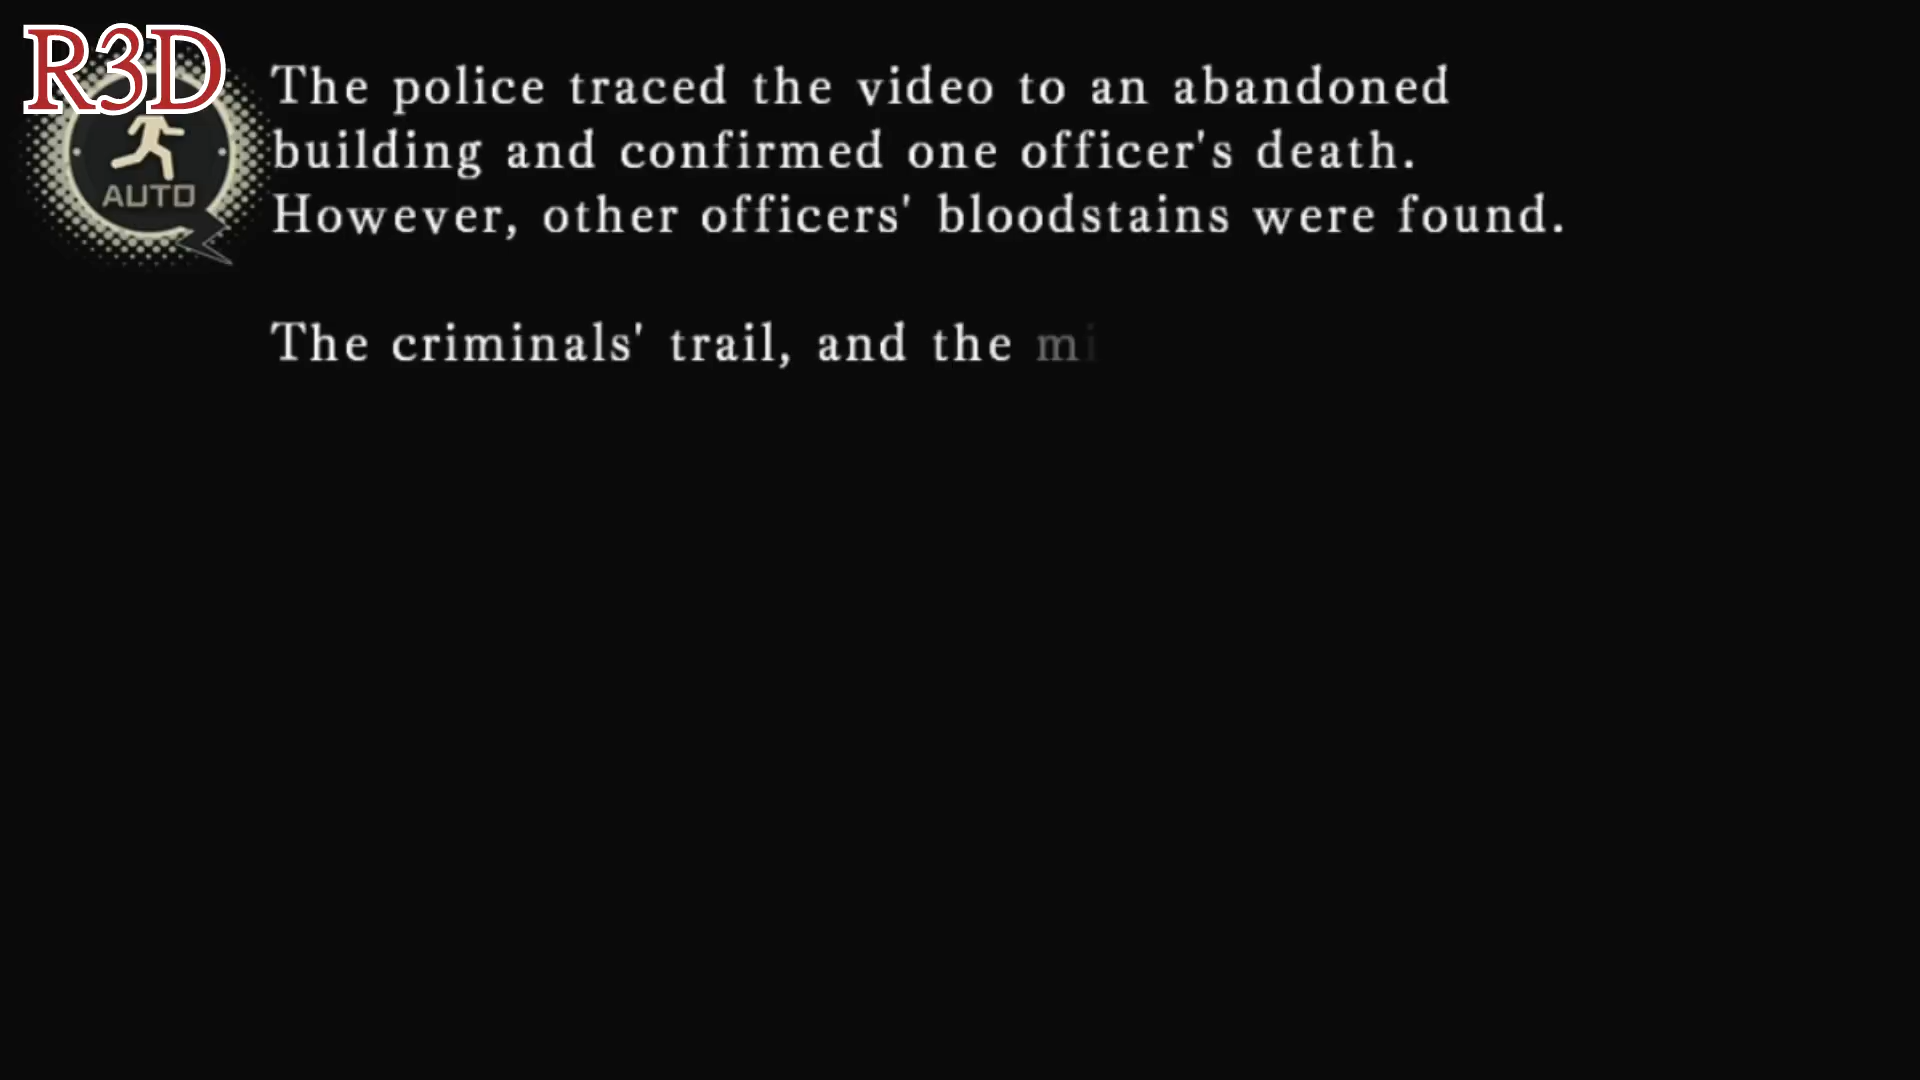 R3D
AUTO
The police traced the video to an abandoned
building and confirmed one officer's death.
However, other officers' bloodstains were found.
The criminals' trail, and the mi